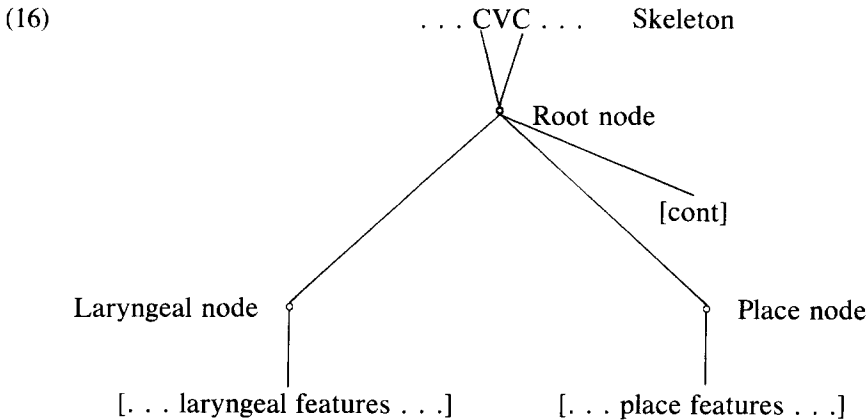 (16) . . . CVC . . . Skeleton
Root node
[cont]
Laryngeal node Place node
[. . . laryngeal features . . .] [. . . place features . . .]